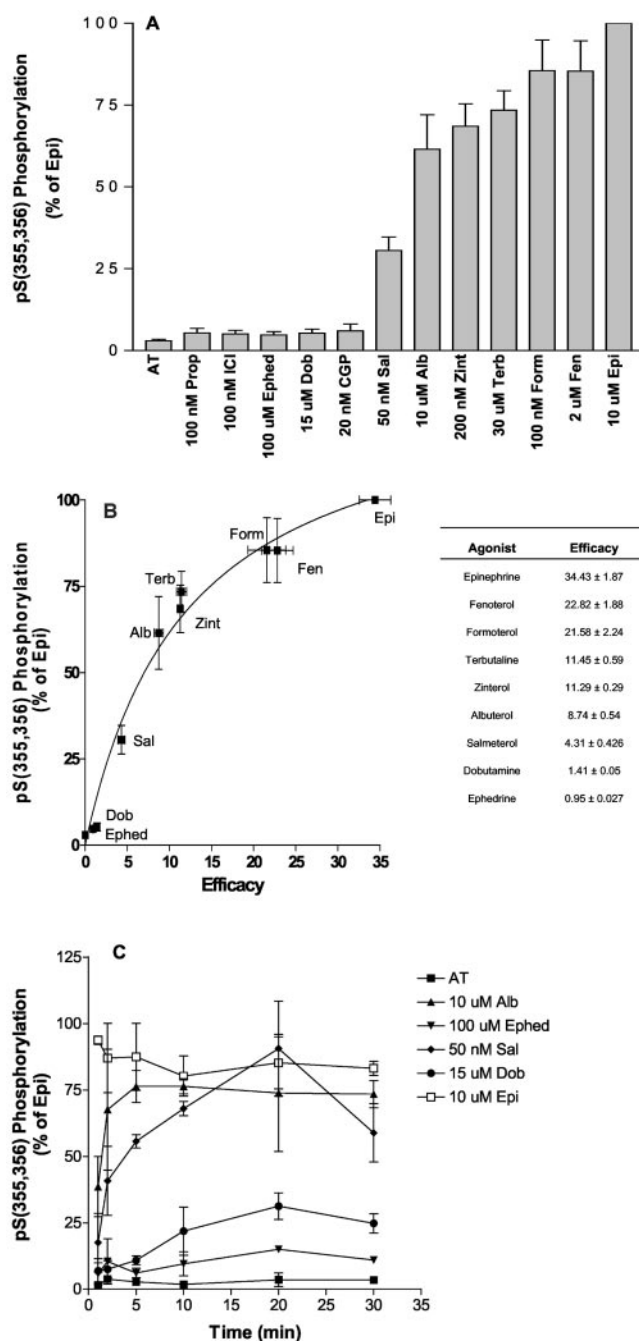 A
pS(355,356) Phosphorylation
(% of Epi)
100
75
50
25
0
AT
100 nM Prop
100 nM ICI
100 uM Ephed
15 uM Dob
20 nM CGP
50 nM Sal
10 uM Alb
200 nM Zint
30 uM Terb
100 nM Form
2 uM Fen
10 uM Epi
B
pS(355,356) Phosphorylation
(% of Epi)
100
75
50
25
0
Form
Epi
Fen
Terb
Zint
Alb
Sal
Dob
Ephed
0 5 10 15 20 25 30 35
Efficacy
Agonist Efficacy
Epinephrine 34.43 ± 1.87
Fenoterol 22.82 ± 1.88
Formoterol 21.58 ± 2.24
Terbutaline 11.45 ± 0.59
Zinterol 11.29 ± 0.29
Albuterol 8.74 ± 0.54
Salmeterol 4.31 ± 0.426
Dobutamine 1.41 ± 0.05
Ephedrine 0.95 ± 0.027
C
pS(355,356) Phosphorylation
(% of Epi)
125
100
75
50
25
0
0 5 10 15 20 25 30 35
Time (min)
AT
10 uM Alb
100 uM Ephed
50 nM Sal
15 uM Dob
10 uM Epi